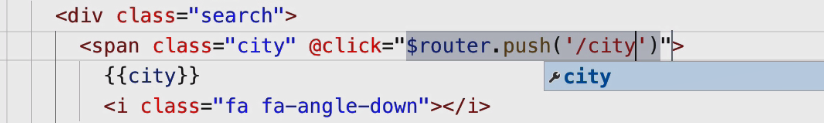 <div class="search">
<span class="city" @click="$router.push('/city')">
{{city}}
city
<i class="fa fa-angle-down"></i>